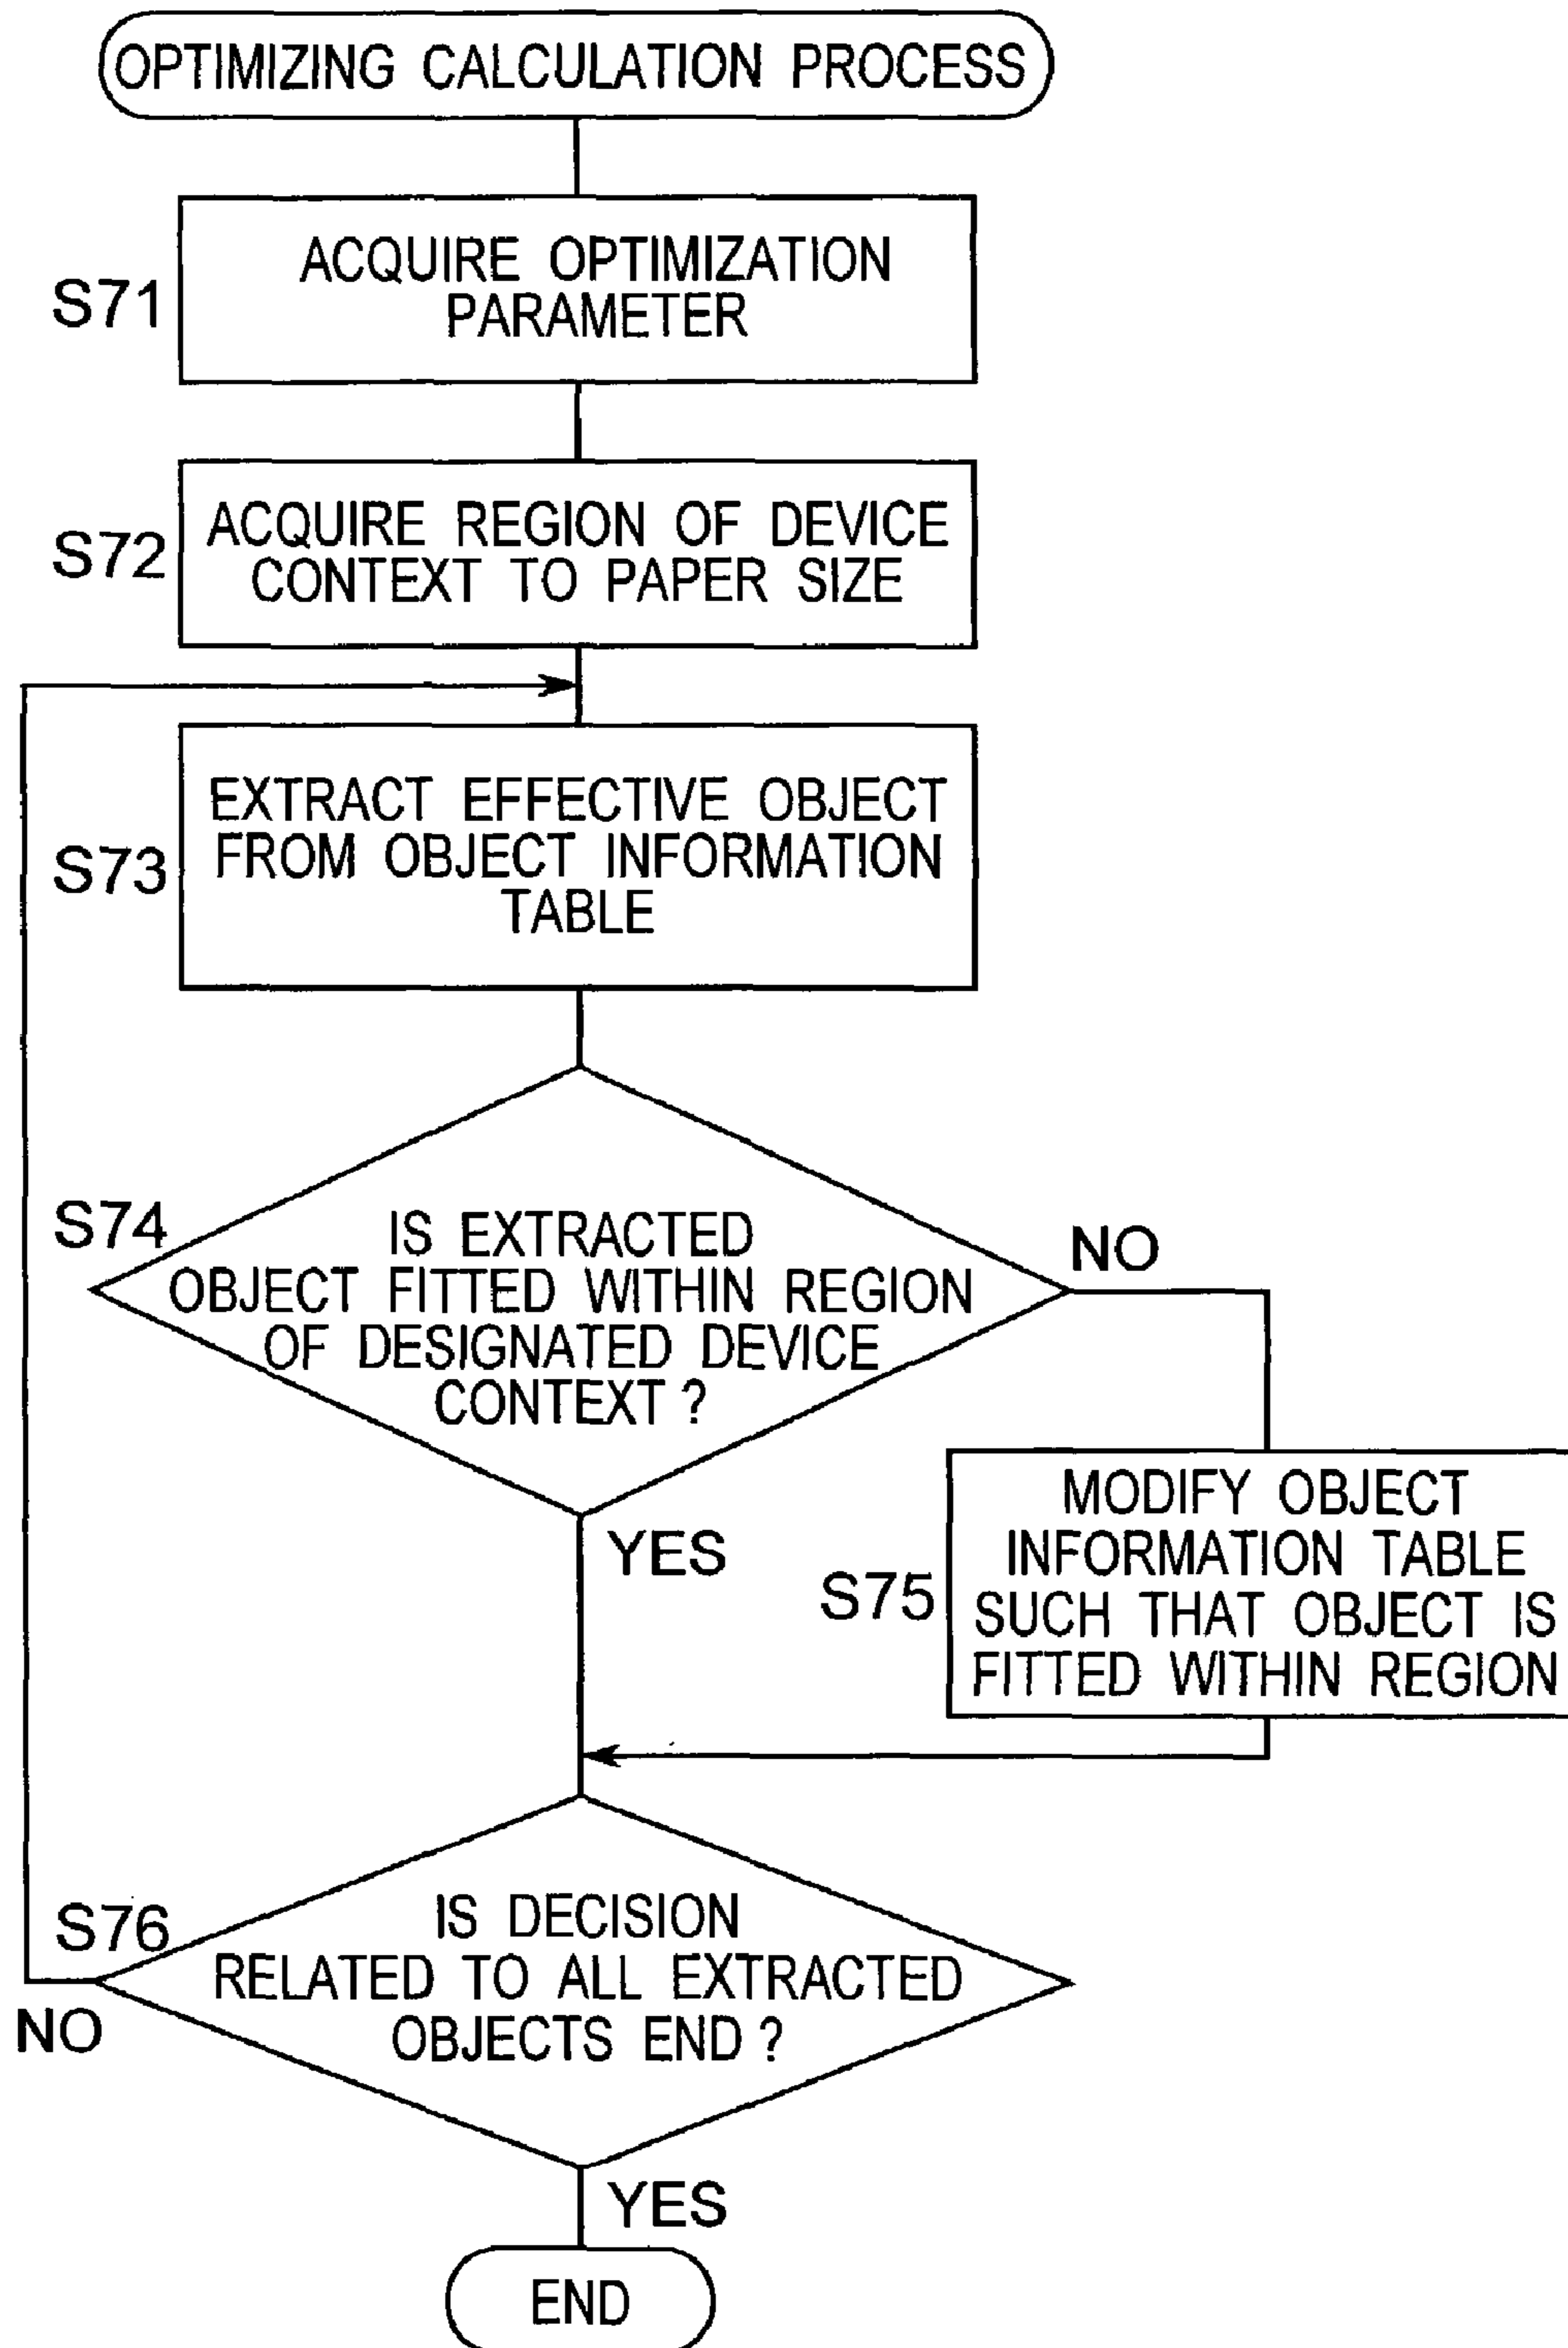 OPTIMIZING CALCULATION PROCESS
S71
ACQUIRE OPTIMIZATION
PARAMETER
S72
ACQUIRE REGION OF DEVICE
CONTEXT TO PAPER SIZE
S73
EXTRACT EFFECTIVE OBJECT
FROM OBJECT INFORMATION
TABLE
S74
IS EXTRACTED
OBJECT FITTED WITHIN REGION
OF DESIGNATED DEVICE
CONTEXT ?
NO
YES
S75
MODIFY OBJECT
INFORMATION TABLE
SUCH THAT OBJECT IS
FITTED WITHIN REGION
S76
IS DECISION
RELATED TO ALL EXTRACTED
OBJECTS END ?
NO
YES
END